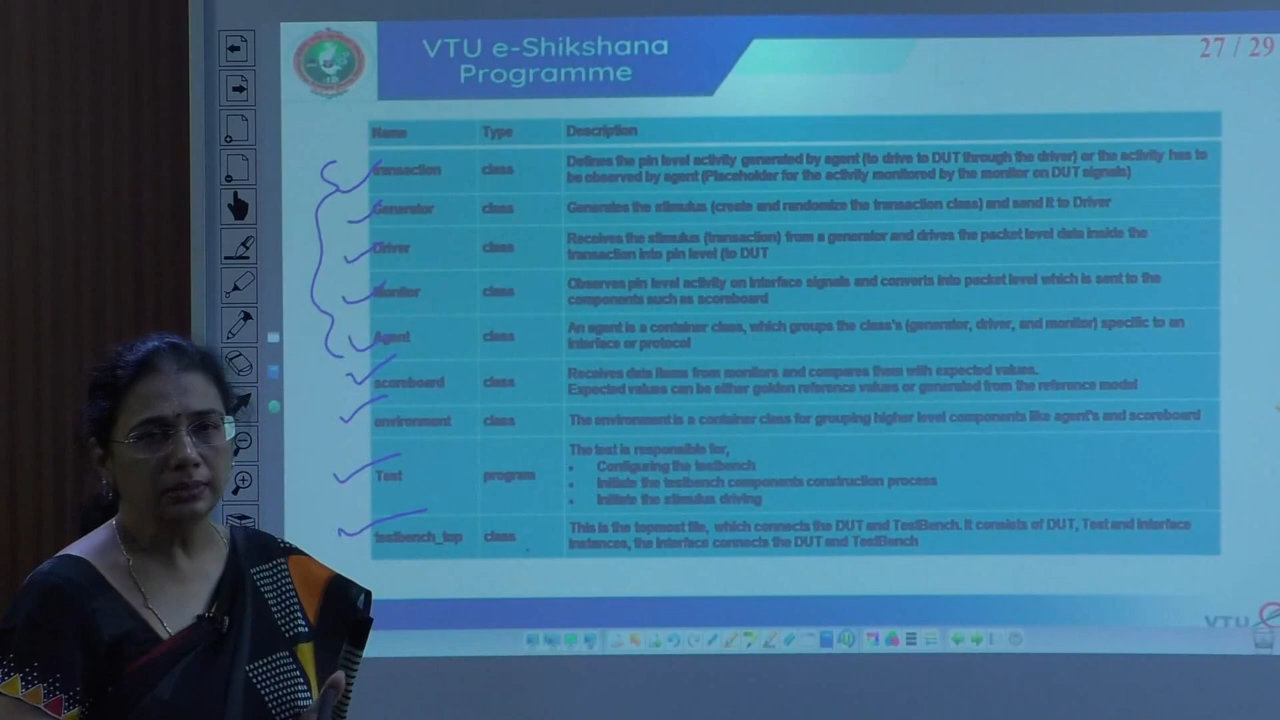 VTU e-Shikshana
Programme
27 / 29
Name Type Description
transaction class Defines the pin level activity generated by agent (to drive to DUT through the driver) or the activity has to
be observed by agent (Placeholder for the activity monitored by the monitor on DUT signals)
Generator class Generates the stimulus (create and randomize the transaction class) and send it to Driver
Driver class Receives the stimulus (transaction) from a generator and drives the packet level data inside the
transaction into pin level (to DUT
Monitor class Observes pin level activity on interface signals and converts into packet level which is sent to the
components such as scoreboard
Agent class An agent is a container class, which groups the class's (generator, driver, and monitor) specific to an
interface or protocol
scoreboard class Receives data items from monitors and compares them with expected values.
Expected values can be either golden reference values or generated from the reference model
environment class The environment is a container class for grouping higher level components like agent's and scoreboard
Test program The test is responsible for,
• Configuring the testbench
• Initiate the testbench components construction process
• Initiate the stimulus driving
testbench_top class This is the topmost file, which connects the DUT and TestBench. It consists of DUT, Test and Interface
instances, the interface connects the DUT and TestBench
VTU